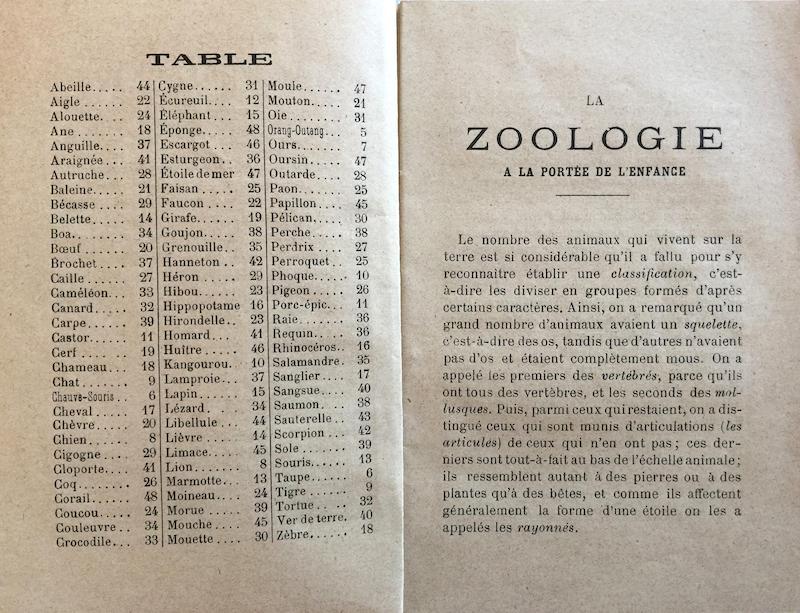 TABLE
Abeille..... 44
Aigle ...... 22
Alouette.... 24
Ane ........ 18
Anguille.... 37
Araignée... 41
Autruche... 28
Baleine..... 21
Bécasse ... 29
Belette..... 14
Boa........ 34
Bœuf ...... 20
Brochet.... 37
Caille ...... 27
Caméléon... 33
Canard..... 32
Carpe...... 39
Castor...... 11
Cerf ....... 19
Chameau... 18
Chat ....... 9
Chauve-Souris .. 6
Cheval ..... 17
Chèvre..... 20
Chien...... 8
Cigogne.... 29
Cloporte.... 41
Coq........ 26
Corail...... 48
Coucou..... 24
Couleuvre .. 34
Crocodile... 33
Cygne...... 31
Écureuil.... 12
Éléphant... 15
Éponge..... 48
Escargot ... 46
Esturgeon.. 36
Étoile de mer 47
Faisan ..... 25
Faucon .... 22
Girafe...... 19
Goujon..... 38
Grenouille.. 35
Hanneton .. 42
Héron ..... 29
Hibou...... 23
Hippopotame 16
Hirondelle.. 23
Homard.... 41
Huître ..... 46
Kangourou. 10
Lamproie... 37
Lapin...... 15
Lézard. . .. 34
Libellule ... 44
Lièvre ..... 14
Limace..... 45
Lion....... 8
Marmotte.. 13
Moineau.... 24
Morue ..... 39
Mouche .... 45
Mouette .... 30
Moule...... 47
Mouton.... 21
Oie ........ 31
Orang-Outang... 5
Ours....... 7
Oursin..... 47
Outarde.... 28
Paon....... 25
Papillon.... 45
Pélican..... 30
Perche..... 38
Perdrix .... 27
Perroquet.. 25
Phoque..... 10
Pigeon ..... 26
Porc-épic... 11
Raie....... 36
Requin..... 36
Rhinocéros.. 16
Salamandre. 35
Sanglier .... 17
Sangsue.... 40
Saumon.... 38
Sauterelle .. 43
Scorpion ... 42
Sole ....... 39
Souris...... 13
Taupe...... 6
Tigre ...... 9
Tortue.. .. 32
Ver de terre. 40
Zèbre...... 18
LA
ZOOLOGIE
A LA PORTÉE DE L'ENFANCE
Le nombre des animaux qui vivent sur la
terre est si considérable qu'il a fallu pour s'y
reconnaitre établir une classification, c'est-
à-dire les diviser en groupes formés d'après
certains caractères. Ainsi, on a remarqué qu'un
grand nombre d'animaux avaient un squelette,
c'est-à-dire des os, tandis que d'autres n'avaient
pas d'os et étaient complètement mous. On a
appelé les premiers des vertébrés, parce qu'ils
ont tous des vertèbres, et les seconds des mol-
lusques. Puis, parmi ceux qui restaient, on a dis-
tingué ceux qui sont munis d'articulations (les
articules) de ceux qui n'en ont pas ; ces der-
niers sont tout-à-fait au bas de l'échelle animale ;
ils ressemblent autant à des pierres ou à des
plantes qu'à des bêtes, et comme ils affectent
généralement la forme d'une étoile on les a
appelés les rayonnés.